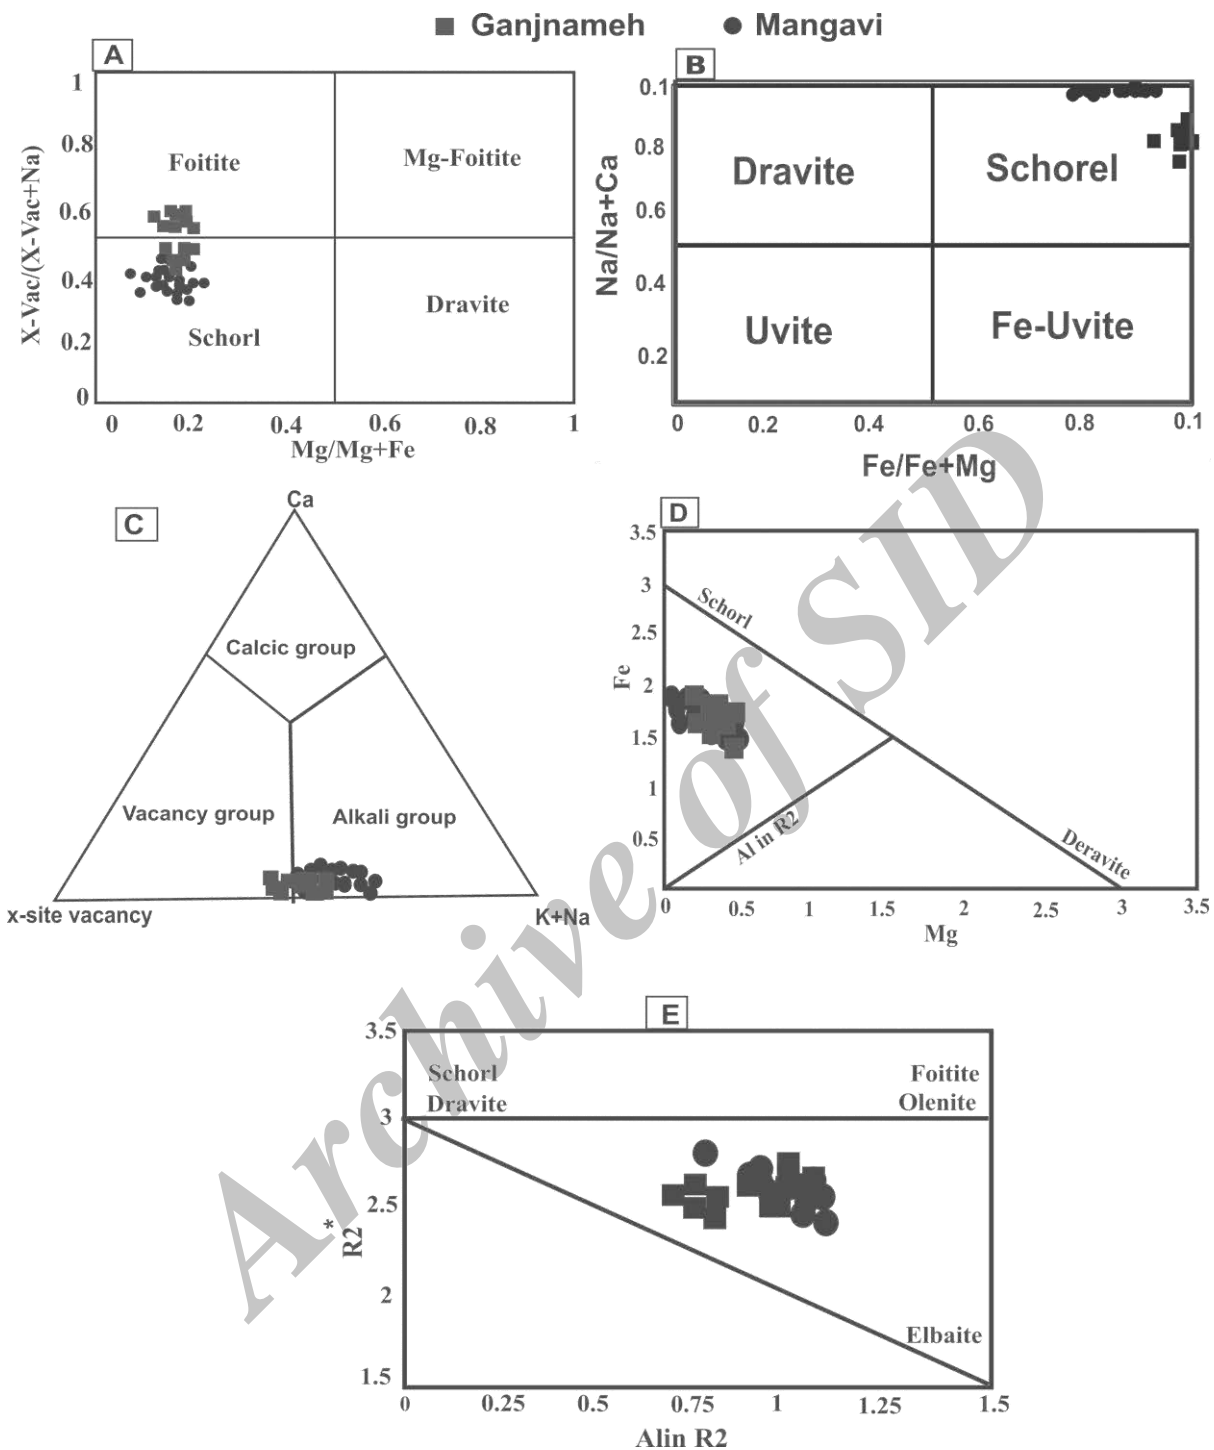 Ganjnameh Mangavi
A
1
0.8
0.6
0.4
0.2
0
X-Vac/(X-Vac+Na)
Foitite
Mg-Foitite
Schorl
Dravite
0 0.2 0.4 0.6 0.8 1
Mg/Mg+Fe
B
0.1
0.8
0.6
0.4
0.2
Na/Na+Ca
Dravite
Schorel
Uvite
Fe-Uvite
0 0.2 0.4 0.6 0.8 0.1
Fe/Fe+Mg
C
Ca
Calcic group
Vacancy group
Alkali group
x-site vacancy
K+Na
D
3.5
3
2.5
2
1.5
1
0.5
Fe
Schorl
Al in R2
Deravite
0 0.5 1 1.5 2 2.5 3 3.5
Mg
E
3.5
3
2.5
2
1.5
R2*
Schorl
Dravite
Foitite
Olenite
Elbaite
0 0.25 0.5 0.75 1 1.25 1.5
Alin R2
Archive of SID